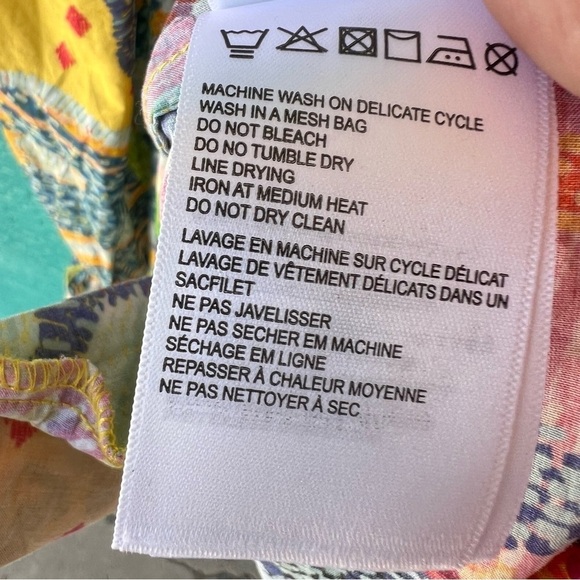 MACHINE WASH ON DELICATE CYCLE
WASH IN A MESH BAG
DO NOT BLEACH
DO NO TUMBLE DRY
LINE DRYING
IRON AT MEDIUM HEAT
DO NOT DRY CLEAN
LAVAGE EN MACHINE SUR CYCLE DÉLICAT
LAVAGE DE VÊTEMENT DÉLICATS DANS UN
SACFILET
NE PAS JAVELISSER
NE PAS SECHER EM MACHINE
SÉCHAGE EM LIGNE
REPASSER À CHALEUR MOYENNE
NE PAS NETTOYER À SEC